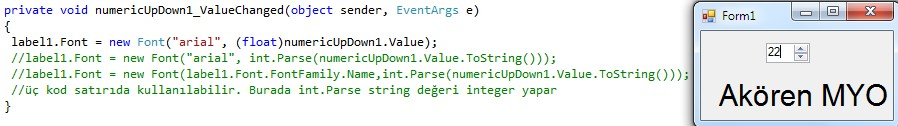 private void numericUpDown1_ValueChanged(object sender, EventArgs e)
{
label1.Font = new Font("arial", (float)numericUpDown1.Value);
//label1.Font = new Font("arial", int.Parse(numericUpDown1.Value.ToString()));
//label1.Font = new Font(label1.Font.FontFamily.Name,int.Parse(numericUpDown1.Value.ToString()));
//üç kod satırıda kullanılabilir. Burada int.Parse string değeri integer yapar
}
Form1
22
Akören MYO